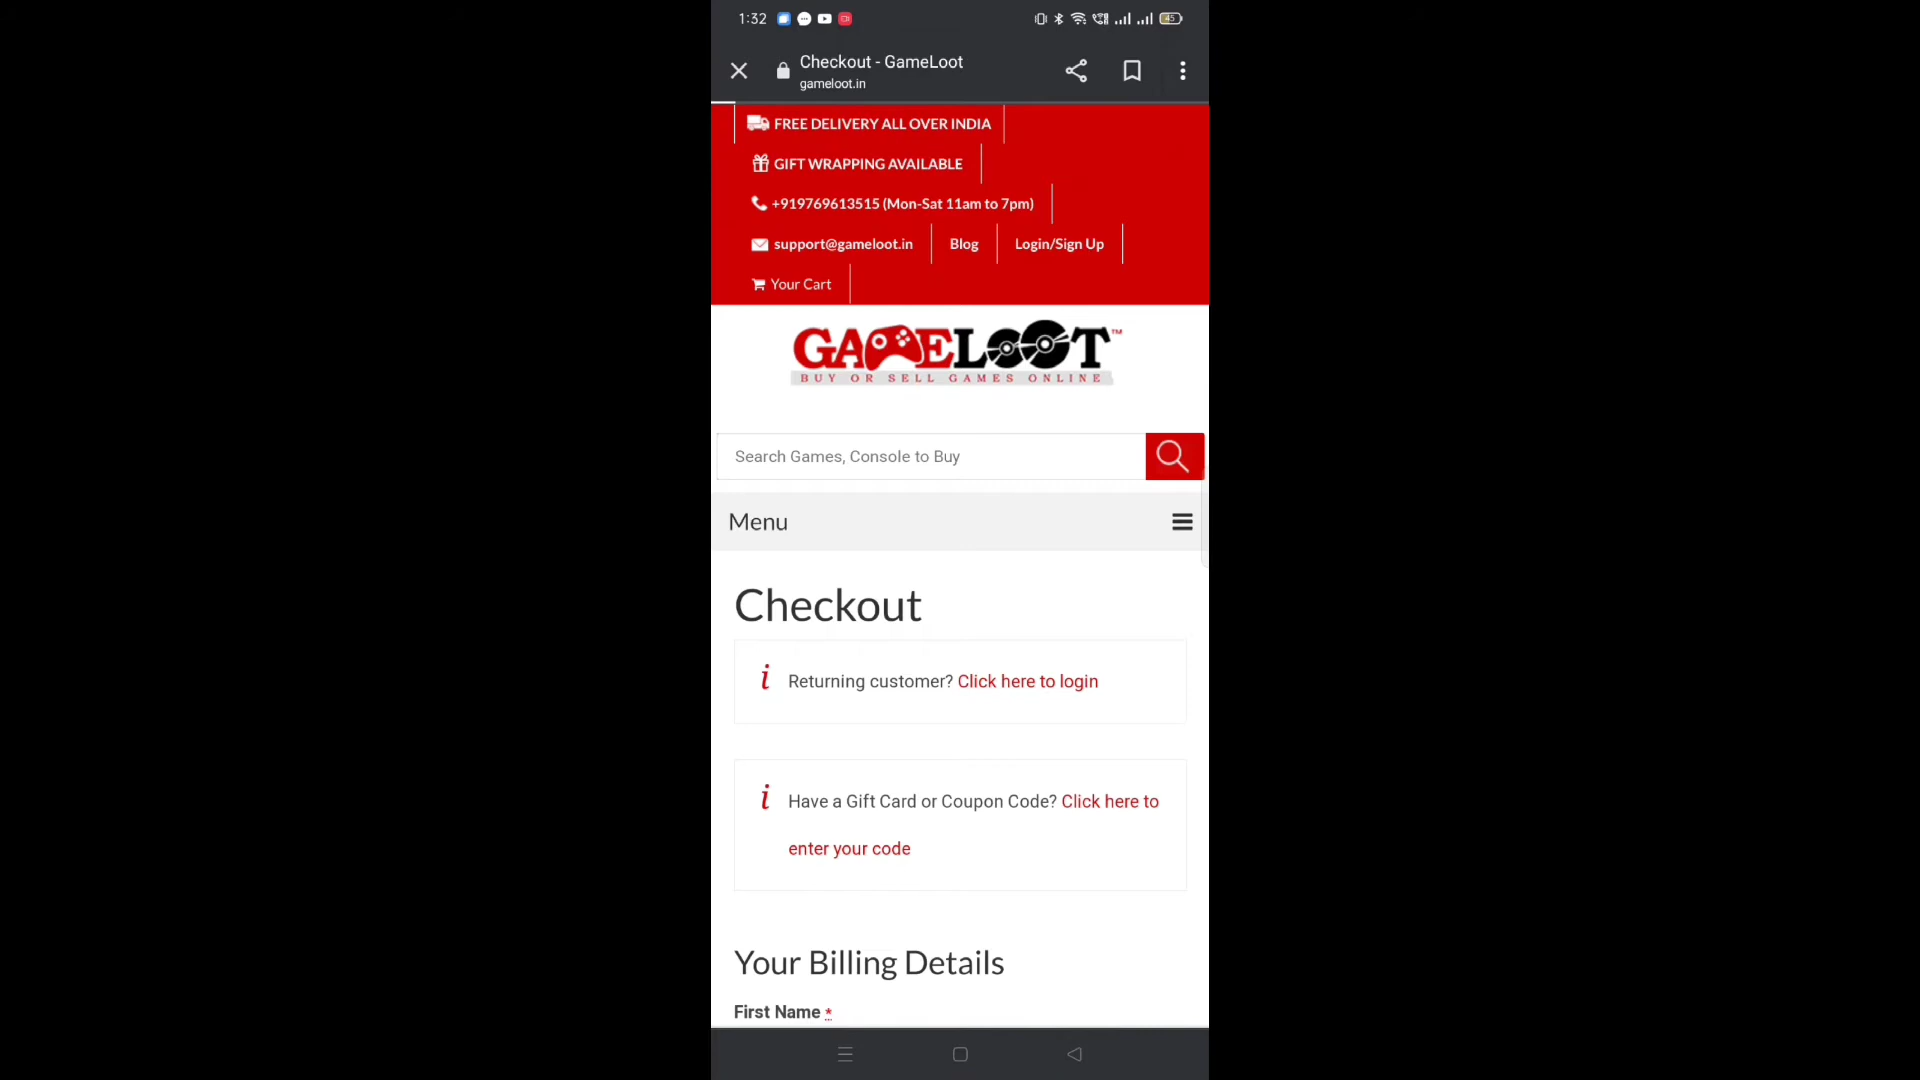 1:32
45
Checkout - GameLoot
gameloot.in
FREE DELIVERY ALL OVER INDIA
GIFT WRAPPING AVAILABLE
+919769613515 (Mon-Sat 11am to 7pm)
support@gameloot.in Blog Login/Sign Up
Your Cart
GAMELOOT™
BUY OR SELL GAMES ONLINE
Search Games, Console to Buy
Menu
Checkout
i Returning customer? Click here to login
i Have a Gift Card or Coupon Code? Click here to
enter your code
Your Billing Details
First Name *